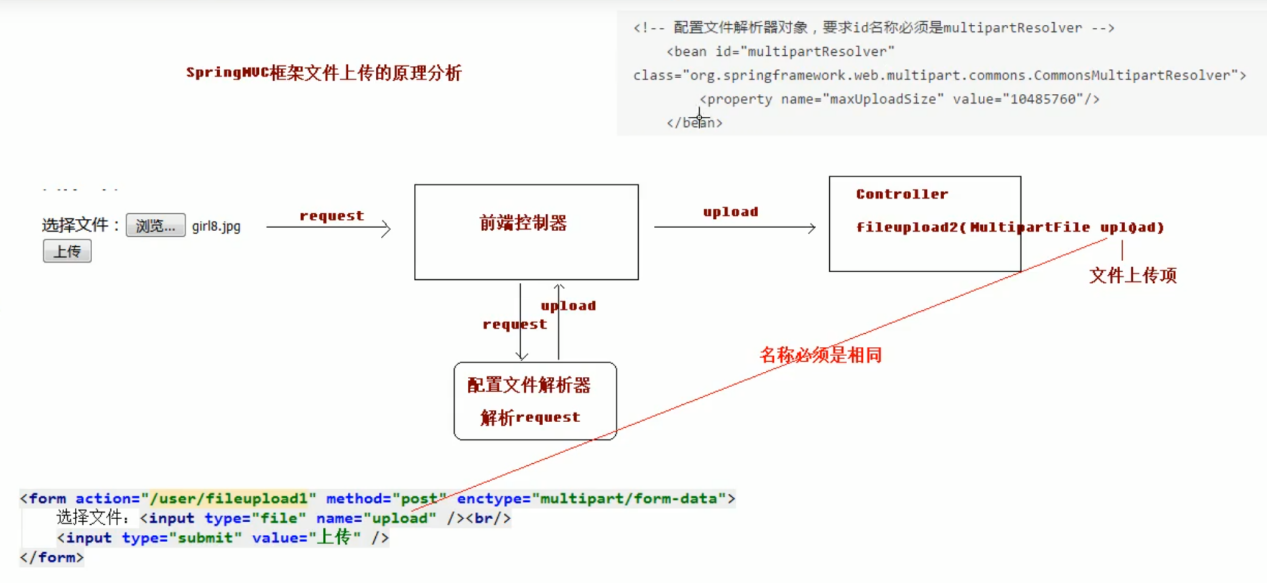 SpringMVC框架文件上传的原理分析
<!-- 配置文件解析器对象，要求id名称必须是multipartResolver -->
<bean id="multipartResolver"
class="org.springframework.web.multipart.commons.CommonsMultipartResolver">
<property name="maxUploadSize" value="10485760"/>
</bean>
选择文件：浏览... girl8.jpg
上传
request
前端控制器
upload
Controller
fileupload2(MultipartFile upload)
文件上传项
upload
request
名称必须是相同
配置文件解析器
解析request
<form action="/user/fileupload1" method="post" enctype="multipart/form-data">
选择文件：<input type="file" name="upload" /><br/>
<input type="submit" value="上传" />
</form>